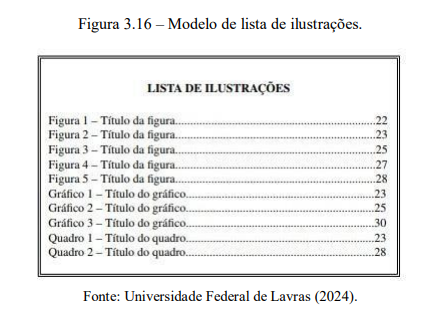 Figura 3.16 – Modelo de lista de ilustrações.
LISTA DE ILUSTRAÇÕES
Figura 1 – Título da figura....................................................................22
Figura 2 – Título da figura....................................................................23
Figura 3 – Título da figura....................................................................25
Figura 4 – Título da figura....................................................................27
Figura 5 – Título da figura....................................................................28
Gráfico 1 – Título do gráfico................................................................23
Gráfico 2 – Título do gráfico................................................................25
Gráfico 3 – Título do gráfico................................................................30
Quadro 1 – Título do quadro................................................................23
Quadro 2 – Título do quadro................................................................28
Fonte: Universidade Federal de Lavras (2024).